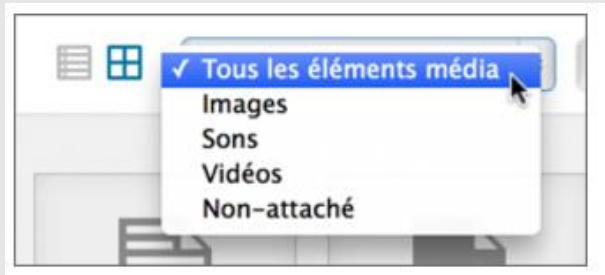 ✓ Tous les éléments média
Images
Sons
Vidéos
Non-attaché